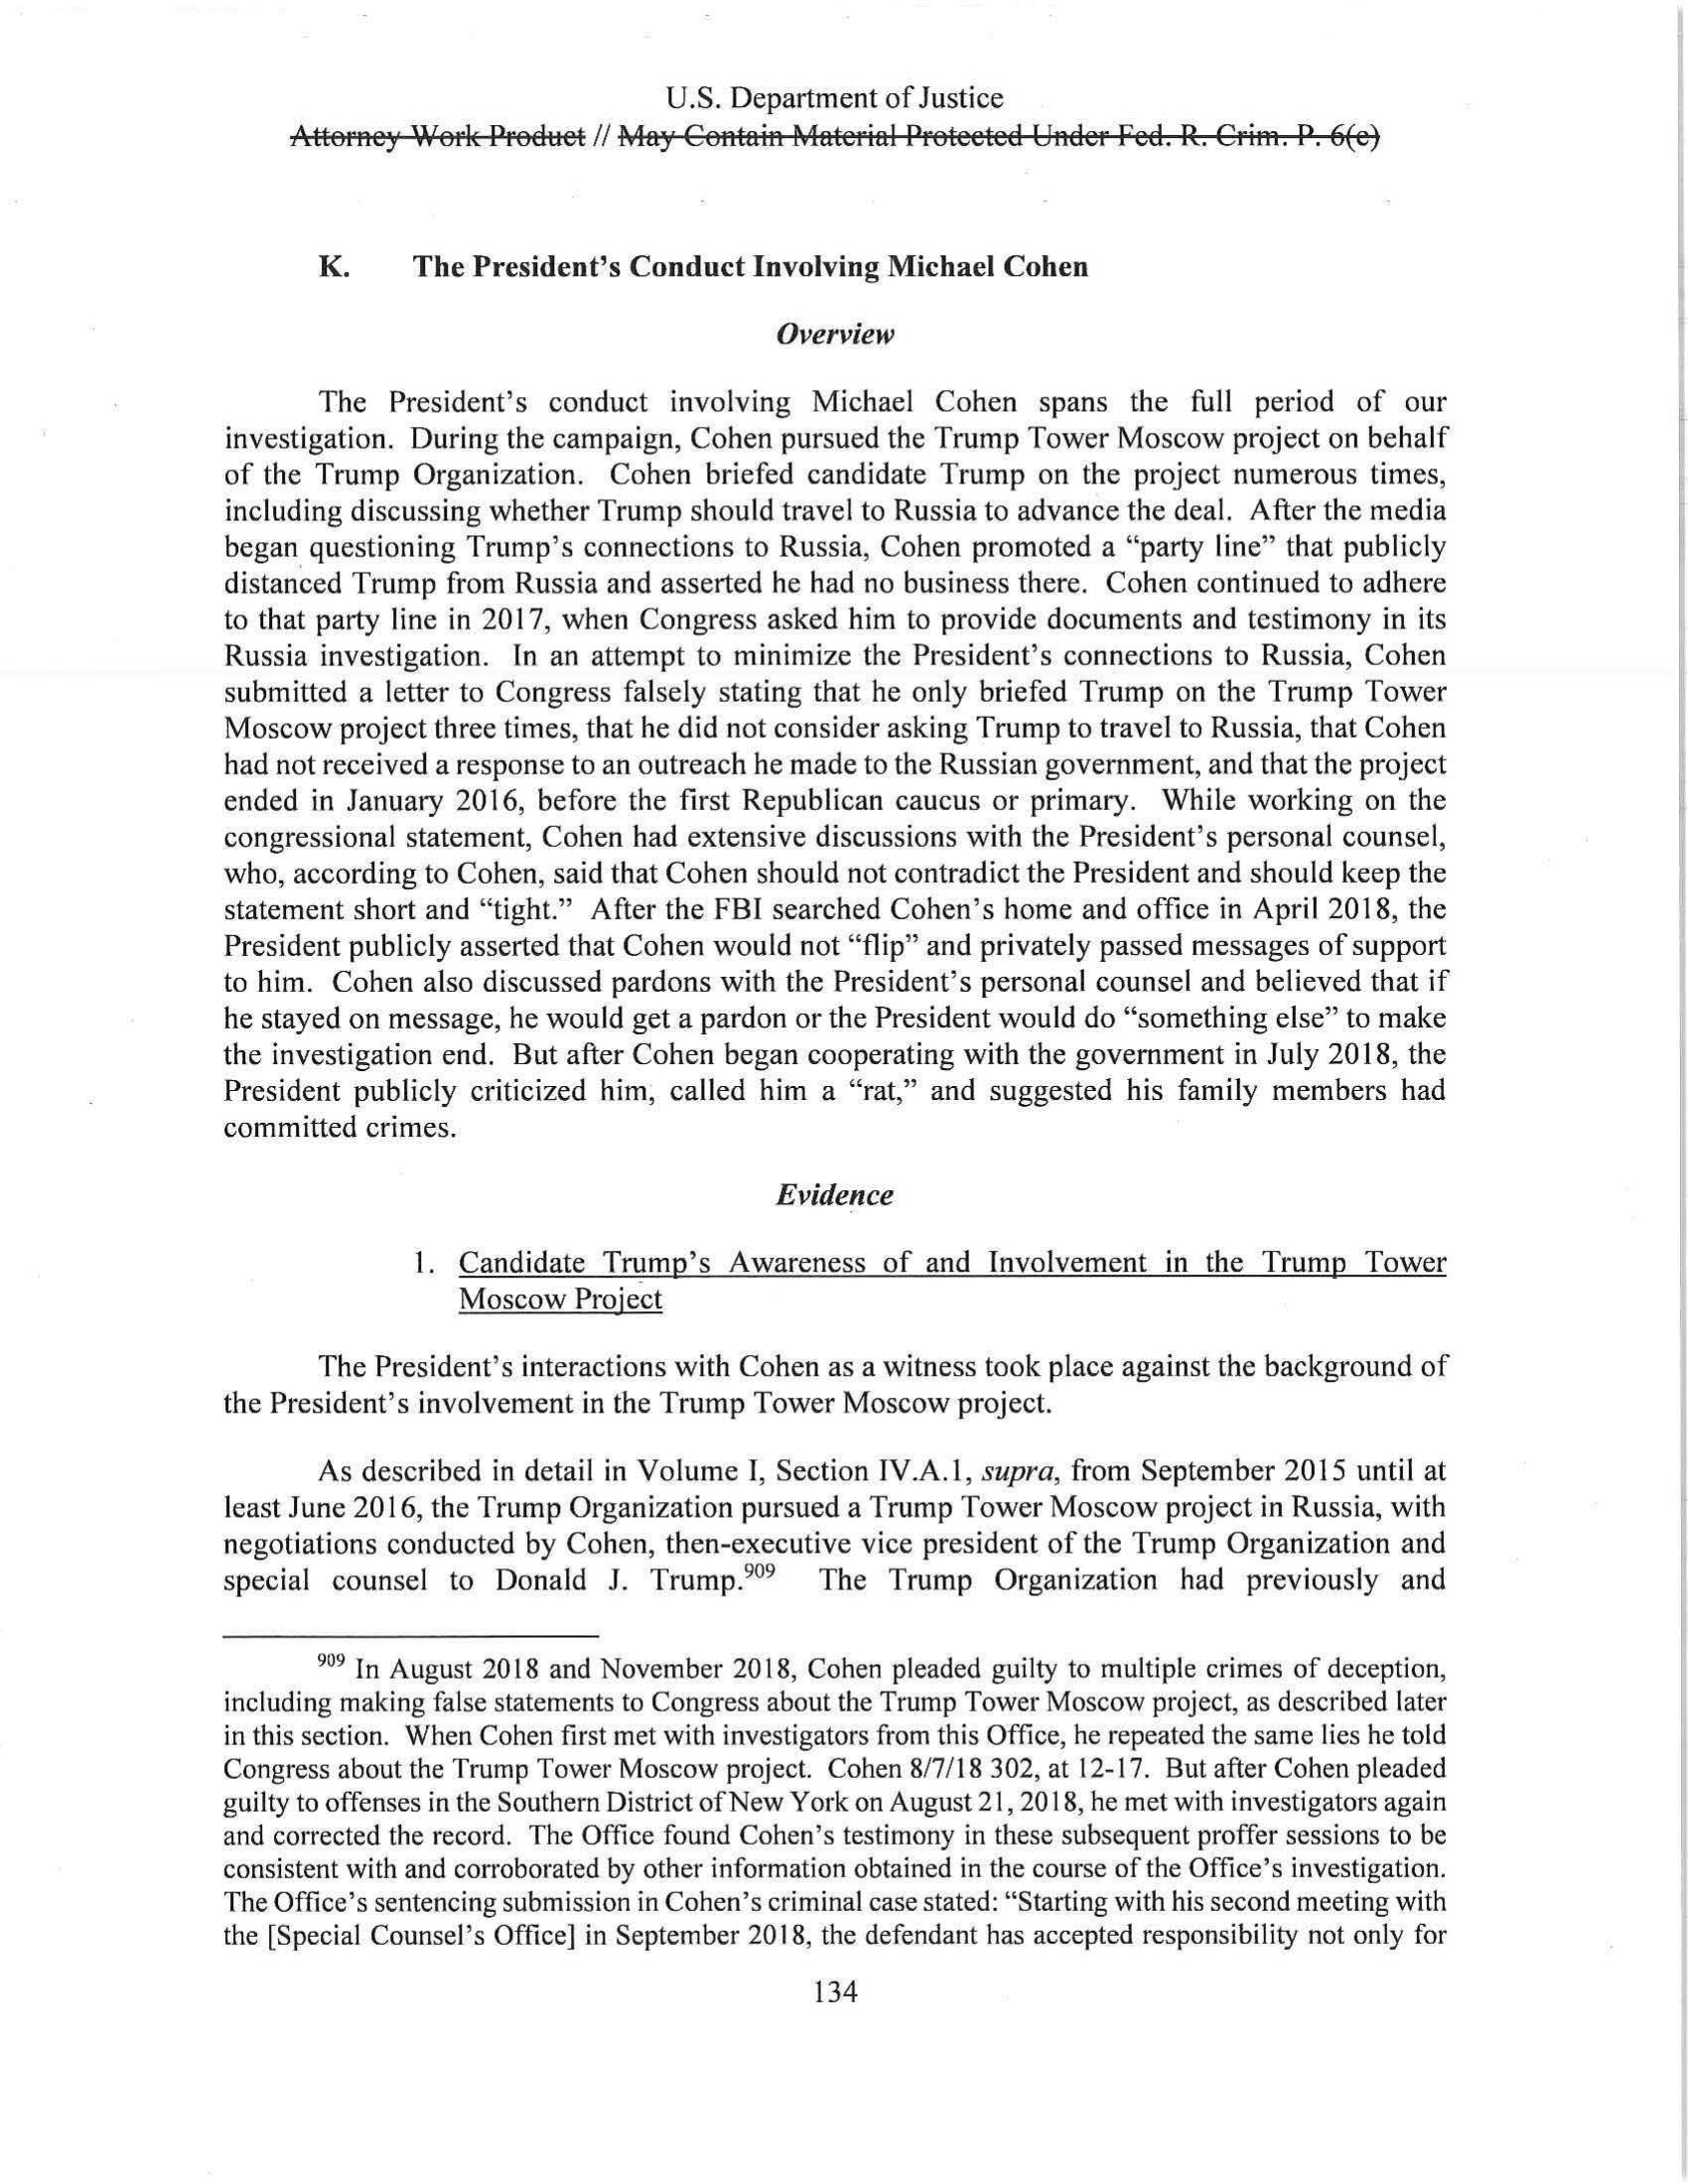 U.S. Department of Justice
Attorney Work Product // May Contain Material Protected Under Fed. R. Crim. P. 6(e)
K. The President’s Conduct Involving Michael Cohen
Overview
The President’s conduct involving Michael Cohen spans the full period of our
investigation. During the campaign, Cohen pursued the Trump Tower Moscow project on behalf
of the Trump Organization. Cohen briefed candidate Trump on the project numerous times,
including discussing whether Trump should travel to Russia to advance the deal. After the media
began questioning Trump’s connections to Russia, Cohen promoted a “party line” that publicly
distanced Trump from Russia and asserted he had no business there. Cohen continued to adhere
to that party line in 2017, when Congress asked him to provide documents and testimony in its
Russia investigation. In an attempt to minimize the President’s connections to Russia, Cohen
submitted a letter to Congress falsely stating that he only briefed Trump on the Trump Tower
Moscow project three times, that he did not consider asking Trump to travel to Russia, that Cohen
had not received a response to an outreach he made to the Russian government, and that the project
ended in January 2016, before the first Republican caucus or primary. While working on the
congressional statement, Cohen had extensive discussions with the President’s personal counsel,
who, according to Cohen, said that Cohen should not contradict the President and should keep the
statement short and “tight.” After the FBI searched Cohen’s home and office in April 2018, the
President publicly asserted that Cohen would not “flip” and privately passed messages of support
to him. Cohen also discussed pardons with the President’s personal counsel and believed that if
he stayed on message, he would get a pardon or the President would do “something else” to make
the investigation end. But after Cohen began cooperating with the government in July 2018, the
President publicly criticized him, called him a “rat,” and suggested his family members had
committed crimes.
Evidence
1. Candidate Trump’s Awareness of and Involvement in the Trump Tower
Moscow Project
The President’s interactions with Cohen as a witness took place against the background of
the President’s involvement in the Trump Tower Moscow project.
As described in detail in Volume I, Section IV.A.1, supra, from September 2015 until at
least June 2016, the Trump Organization pursued a Trump Tower Moscow project in Russia, with
negotiations conducted by Cohen, then-executive vice president of the Trump Organization and
special counsel to Donald J. Trump.909 The Trump Organization had previously and
909 In August 2018 and November 2018, Cohen pleaded guilty to multiple crimes of deception,
including making false statements to Congress about the Trump Tower Moscow project, as described later
in this section. When Cohen first met with investigators from this Office, he repeated the same lies he told
Congress about the Trump Tower Moscow project. Cohen 8/7/18 302, at 12-17. But after Cohen pleaded
guilty to offenses in the Southern District of New York on August 21, 2018, he met with investigators again
and corrected the record. The Office found Cohen’s testimony in these subsequent proffer sessions to be
consistent with and corroborated by other information obtained in the course of the Office’s investigation.
The Office’s sentencing submission in Cohen’s criminal case stated: “Starting with his second meeting with
the [Special Counsel’s Office] in September 2018, the defendant has accepted responsibility not only for
134